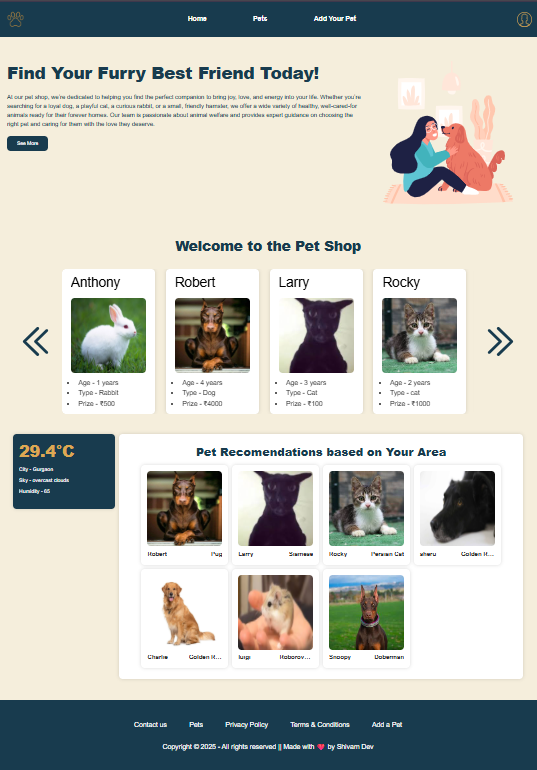 Home Pets Add Your Pet
Find Your Furry Best Friend Today!
At our pet shop, we're dedicated to helping you find the perfect companion to bring joy, love, and energy into your life. Whether you're
searching for a loyal dog, a playful cat, a curious rabbit, or a small, friendly hamster, we offer a wide variety of healthy, well-cared-for
animals ready for their forever homes. Our team is passionate about animal welfare and provides expert guidance on choosing the
right pet and caring for them with the love they deserve.
See More
Welcome to the Pet Shop
Anthony Robert Larry Rocky
Age - 1 years Age - 4 years Age - 3 years Age - 2 years
Type - Rabbit Type - Dog Type - Cat Type - cat
Prize - ₹500 Prize - ₹4000 Prize - ₹100 Prize - ₹1000
29.4°C
City - Gurgaon
Sky - overcast clouds
Humidity - 65
Pet Recomendations based on Your Area
Robert Pug Larry Siamese Rocky Persian Cat sheru Golden R...
Charlie Golden R... luigi Roborov... Snoopy Doberman
Contact us Pets Privacy Policy Terms & Conditions Add a Pet
Copyright © 2025 - All rights reserved || Made with ❤️ by Shivam Dev